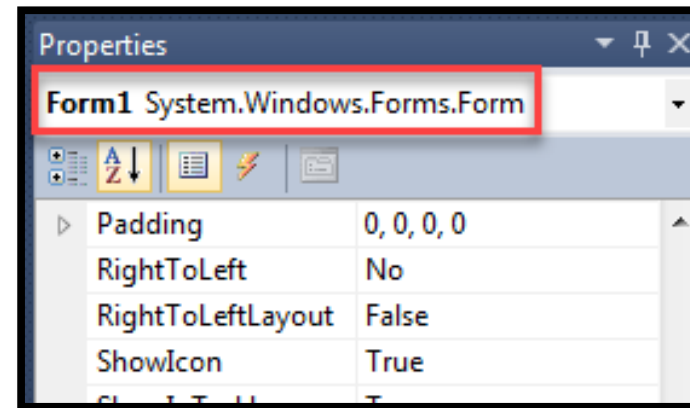 Properties
Form1 System.Windows.Forms.Form
A
Z
Padding 0, 0, 0, 0
RightToLeft No
RightToLeftLayout False
ShowIcon True